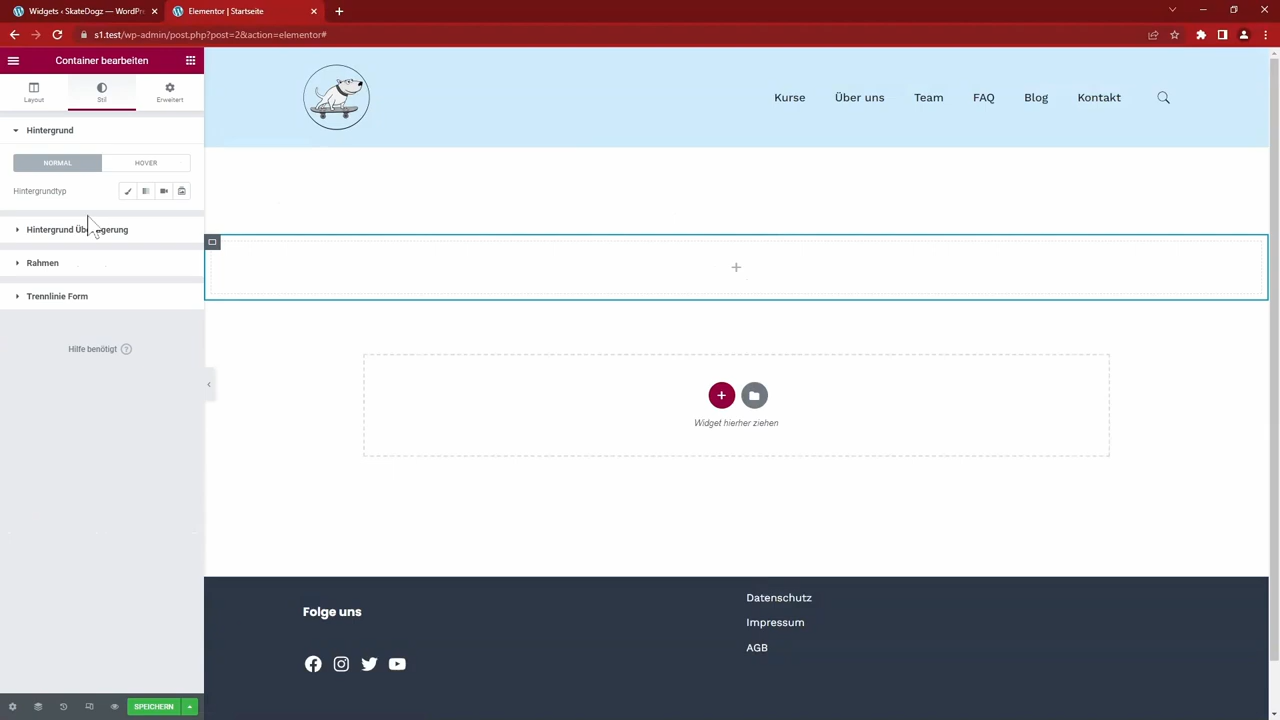 Widgets ‹ SkateDogz — WordPr
Elementor | Startseite
s1.test/wp-admin/post.php?post=2&action=elementor#
Container bearbeiten
Layout
Stil
Erweitert
Hintergrund
NORMAL
HOVER
Hintergrundtyp
Hintergrund Überlagerung
Rahmen
Trennlinie Form
Hilfe benötigt ?
SPEICHERN
Kurse
Über uns
Team
FAQ
Blog
Kontakt
Widget hierher ziehen
Folge uns
Datenschutz
Impressum
AGB